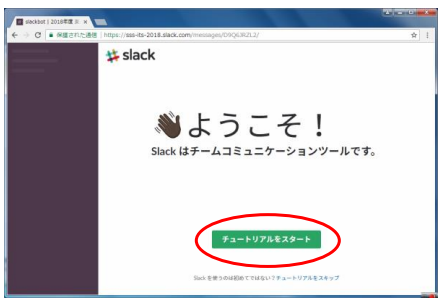 slackbot | 2018年度
保護された通信 | https://sss-its-2018.slack.com/messages/D9Q6JRZL2/
slack
ようこそ！
Slack はチームコミュニケーションツールです。
チュートリアルをスタート
Slack を使うのは初めてではない？チュートリアルをスキップ